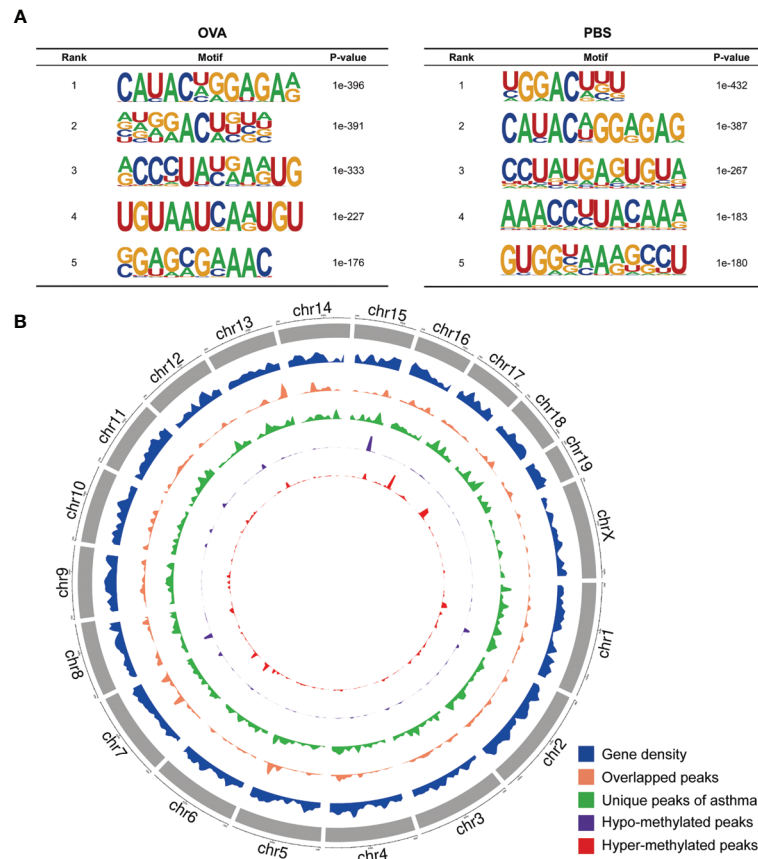 A
OVA
Rank Motif P-value
1 CAUACUGGAGAA 1e-396
2 1e-391
3 1e-333
4 UGUAAUCAAUGU 1e-227
5 1e-176
PBS
Rank Motif P-value
1 UGGACUUU 1e-432
2 CAUACAGGAGAG 1e-387
3 CCUAUGAGUGUA 1e-267
4 AAACCUUACAAA 1e-183
5 1e-180
B
chr14
chr15
chr16
chr17
chr18
chr19
chrX
chr1
chr2
chr3
chr4
chr5
chr6
chr7
chr8
chr9
chr10
chr11
chr12
chr13
Gene density
Overlapped peaks
Unique peaks of asthma
Hypo-methylated peaks
Hyper-methylated peaks